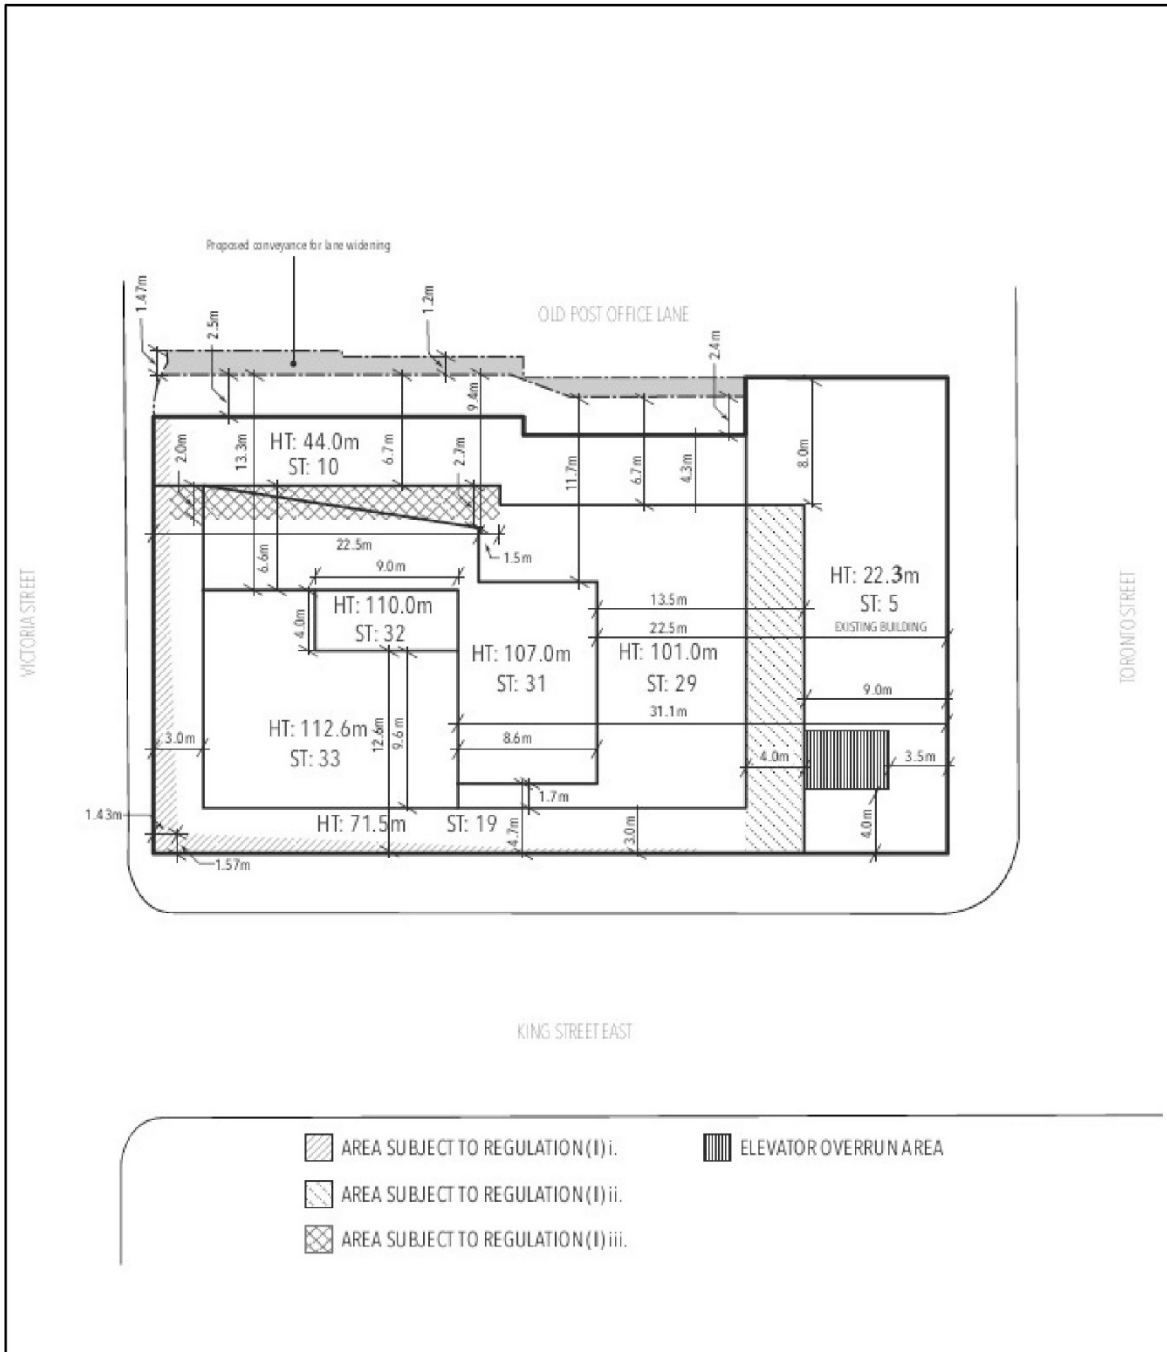 Proposed conveyance for lane widening
1.47m
2.5m
1.2m
OLD POST OFFICE LANE
2.4m
9.4m
2.0m
13.3m
HT: 44.0m
ST: 10
6.7m
2.7m
11.7m
6.7m
4.3m
8.0m
22.5m
1.5m
6.6m
9.0m
VICTORIA STREET
TORONTO STREET
4.0m
HT: 110.0m
ST: 32
13.5m
HT: 22.3m
ST: 5
EXISTING BUILDING
22.5m
HT: 107.0m
ST: 31
HT: 101.0m
ST: 29
9.0m
31.1m
HT: 112.6m
ST: 33
12.6m
9.6m
8.6m
3.0m
4.0m
3.5m
1.7m
1.43m
HT: 71.5m
ST: 19
4.7m
3.0m
4.0m
1.57m
KING STREET EAST
AREA SUBJECT TO REGULATION (I) i.
ELEVATOR OVERRUN AREA
AREA SUBJECT TO REGULATION (I) ii.
AREA SUBJECT TO REGULATION (I) iii.